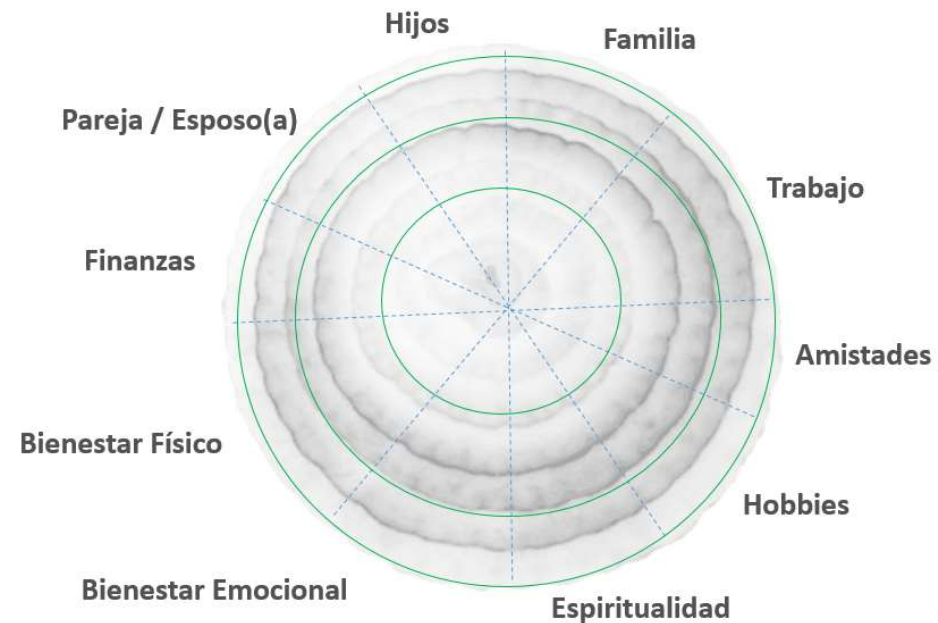 Hijos
Familia
Pareja / Esposo(a)
Trabajo
Finanzas
Amistades
Bienestar Físico
Hobbies
Bienestar Emocional
Espiritualidad